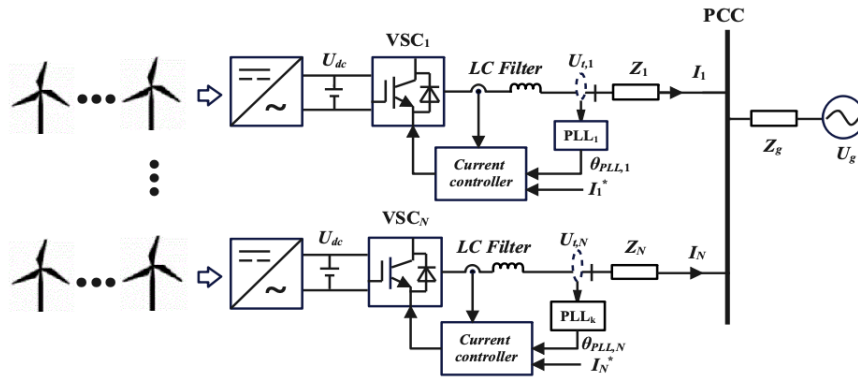 PCC
VSC1
Udc
LC Filter
Ut,1
Z1
I1
PLL1
θPLL,1
Current
controller
I1*
Zg
Ug
VSCN
Udc
LC Filter
Ut,N
ZN
IN
PLLk
θPLL,N
Current
controller
IN*